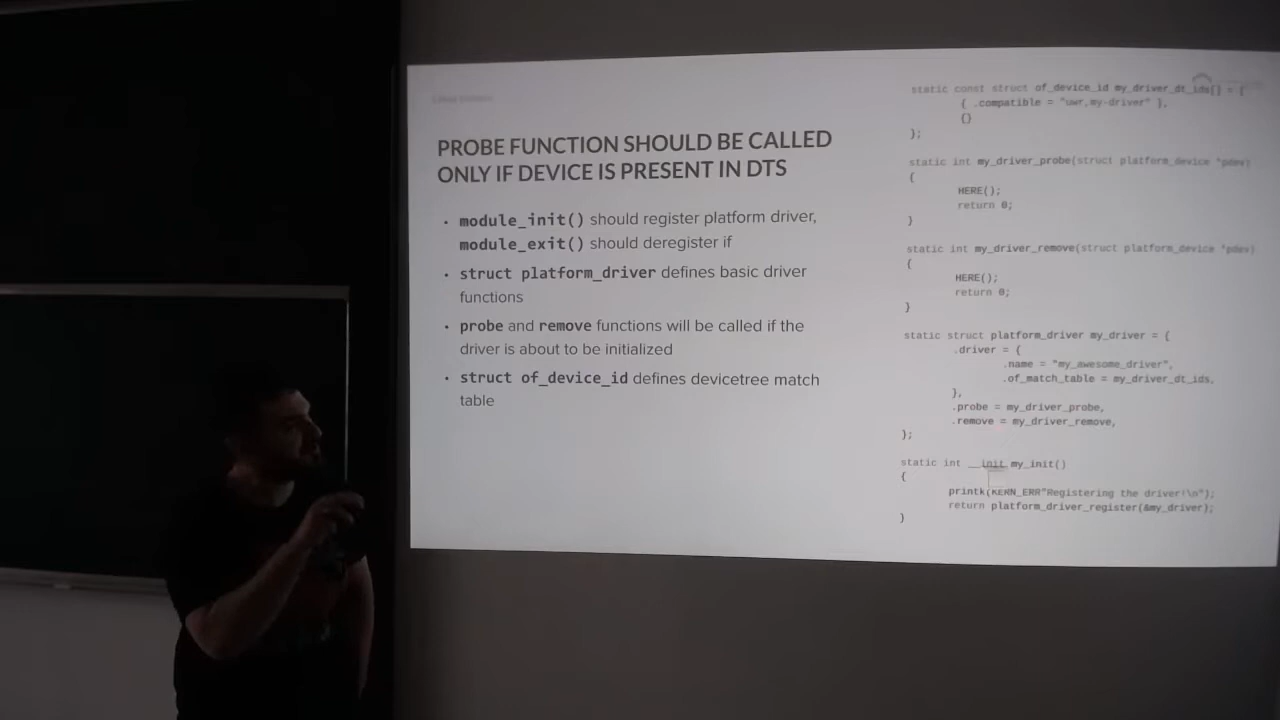 PROBE FUNCTION SHOULD BE CALLED
ONLY IF DEVICE IS PRESENT IN DTS
• module_init() should register platform driver,
module_exit() should deregister if
• struct platform_driver defines basic driver
functions
• probe and remove functions will be called if the
driver is about to be initialized
• struct of_device_id defines devicetree match
table
static const struct of_device_id my_driver_dt_ids[] = {
{ .compatible = "uwr,my-driver" },
{}
};
static int my_driver_probe(struct platform_device *pdev)
{
HERE();
return 0;
}
static int my_driver_remove(struct platform_device *pdev)
{
HERE();
return 0;
}
static struct platform_driver my_driver = {
.driver = {
.name = "my_awesome_driver",
.of_match_table = my_driver_dt_ids,
},
.probe = my_driver_probe,
.remove = my_driver_remove,
};
static int __init my_init()
{
printk(KERN_ERR"Registering the driver!\n");
return platform_driver_register(&my_driver);
}